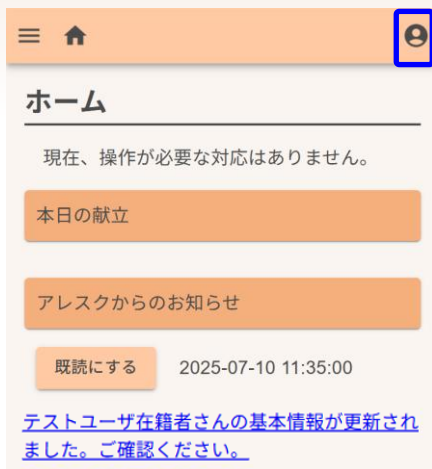 ホーム
現在、操作が必要な対応はありません。
本日の献立
アレスクからのお知らせ
既読にする 2025-07-10 11:35:00
テストユーザ在籍者さんの基本情報が更新され
ました。ご確認ください。